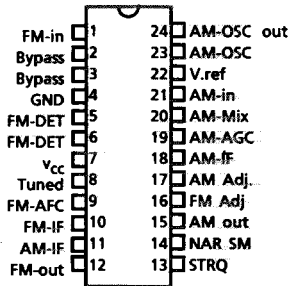 FM-in 1 24 AM-OSC out
Bypass 2 23 AM-OSC
Bypass 3 22 V.ref
GND 4 21 AM-in
FM-DET 5 20 AM-Mix
FM-DET 6 19 AM-AGC
VCC 7 18 AM-IF
Tuned 8 17 AM Adj.
FM-AFC 9 16 FM Adj
FM-IF 10 15 AM out
AM-IF 11 14 NAR SM
FM-out 12 13 STRQ